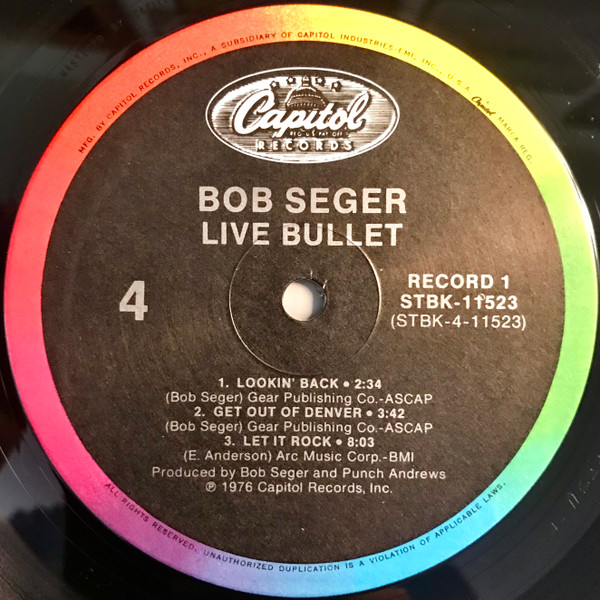 MFG. BY CAPITOL RECORDS, INC., A SUBSIDIARY OF CAPITOL INDUSTRIES-EMI, INC., U.S.A. Capitol MARCA REG.
Capitol
RECORDS
BOB SEGER
LIVE BULLET
4
RECORD 1
STBK-11523
(STBK-4-11523)
1. LOOKIN' BACK • 2:34
(Bob Seger) Gear Publishing Co.-ASCAP
2. GET OUT OF DENVER • 3:42
(Bob Seger) Gear Publishing Co.-ASCAP
3. LET IT ROCK • 8:03
(E. Anderson) Arc Music Corp.-BMI
Produced by Bob Seger and Punch Andrews
℗ 1976 Capitol Records, Inc.
ALL RIGHTS RESERVED. UNAUTHORIZED DUPLICATION IS A VIOLATION OF APPLICABLE LAWS.